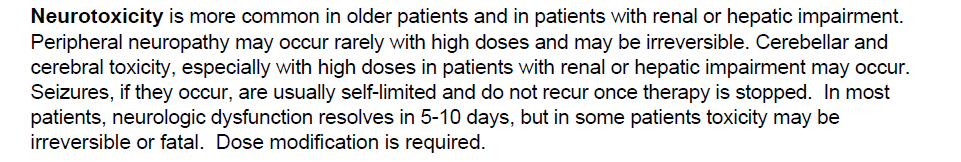 Neurotoxicity is more common in older patients and in patients with renal or hepatic impairment.
Peripheral neuropathy may occur rarely with high doses and may be irreversible. Cerebellar and
cerebral toxicity, especially with high doses in patients with renal or hepatic impairment may occur.
Seizures, if they occur, are usually self-limited and do not recur once therapy is stopped.  In most
patients, neurologic dysfunction resolves in 5-10 days, but in some patients toxicity may be
irreversible or fatal.  Dose modification is required.